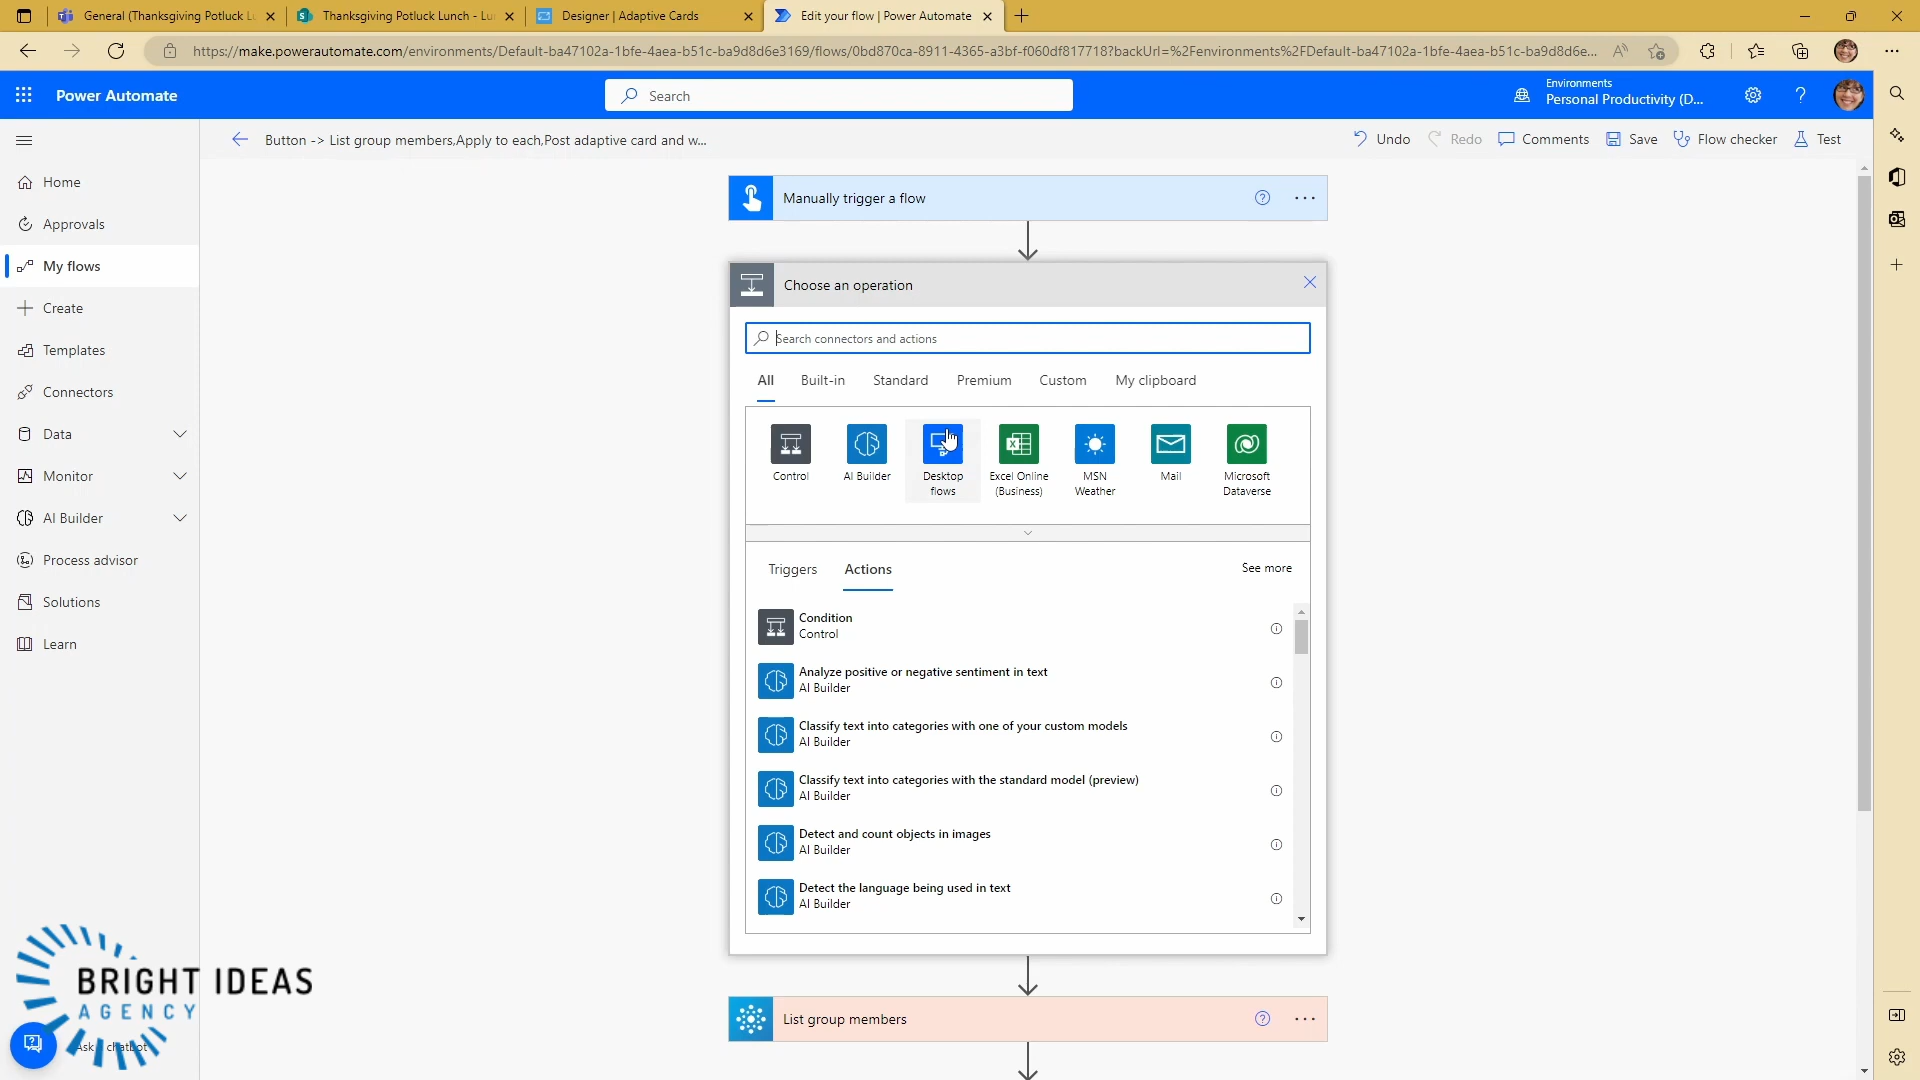 General (Thanksgiving Potluck L
Thanksgiving Potluck Lunch - Lu
Designer | Adaptive Cards
Edit your flow | Power Automate
https://make.powerautomate.com/environments/Default-ba47102a-1bfe-4aea-b51c-ba9d8d6e3169/flows/0bd870ca-8911-4365-a3bf-f060df817718?backUrl=%2Fenvironments%2FDefault-ba47102a-1bfe-4aea-b51c-ba9d8d6e...
Power Automate
Search
Environments
Personal Productivity (D...
Button -> List group members,Apply to each,Post adaptive card and w...
Undo
Redo
Comments
Save
Flow checker
Test
Home
Approvals
My flows
Create
Templates
Connectors
Data
Monitor
AI Builder
Process advisor
Solutions
Learn
Manually trigger a flow
Choose an operation
Search connectors and actions
All
Built-in
Standard
Premium
Custom
My clipboard
Control
AI Builder
Desktop flows
Excel Online (Business)
MSN Weather
Mail
Microsoft Dataverse
Triggers
Actions
See more
Condition
Control
Analyze positive or negative sentiment in text
AI Builder
Classify text into categories with one of your custom models
AI Builder
Classify text into categories with the standard model (preview)
AI Builder
Detect and count objects in images
AI Builder
Detect the language being used in text
AI Builder
List group members
BRIGHT IDEAS
AGENCY
Ask a chatbot